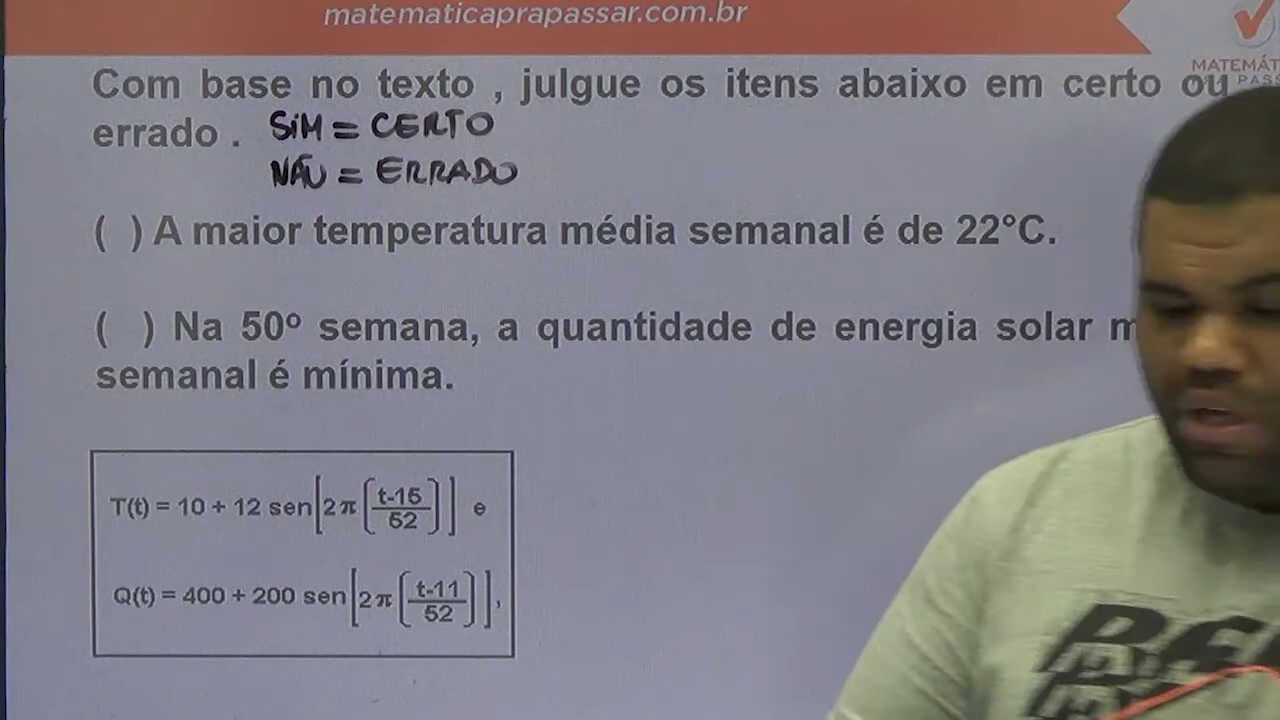 matematicaprapassar.com.br
MATEMÁT
Com base no texto , julgue os itens abaixo em certo ou
errado . SIM = CERTO
NÃO = ERRADO
( ) A maior temperatura média semanal é de 22°C.
( ) Na 50º semana, a quantidade de energia solar m
semanal é mínima.
T(t) = 10 + 12 sen[2π(t-15/52)] e
Q(t) = 400 + 200 sen[2π(t-11/52)],